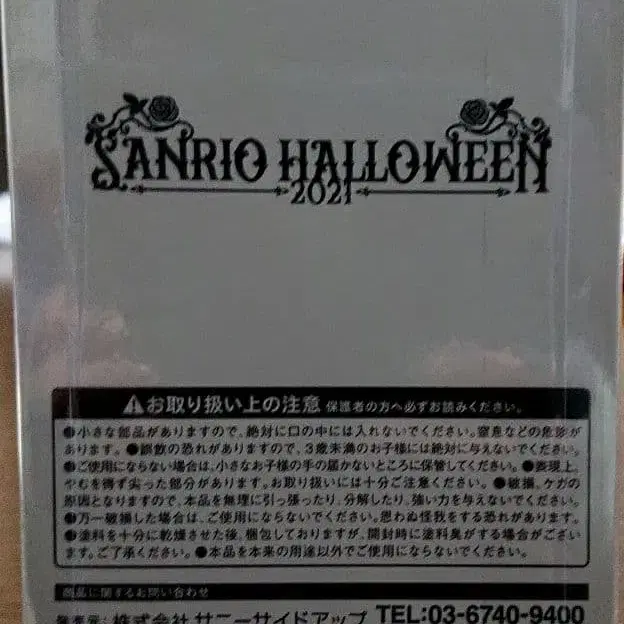 SANRIO HALLOWEEN
2021
⚠お取り扱い上の注意 保護者の方へ必ずお読みください。
●小さな部品がありますので、絶対に口の中には入れないでください。窒息などの危険が
あります。●誤飲の恐れがありますので、3歳未満のお子様には絶対に与えないでください。
●ご使用にならない場合は、小さなお子様の手の届かないところに保管してください。●表現上、
やむを得ず尖った部分があります。お取り扱いには十分ご注意ください。●破損、ケガの
原因となりますので、本品を無理に引っ張ったり、分解したり、強い力を与えないでください。
●万一破損した場合は、ご使用にならないでください。思わぬ怪我をする恐れがあります。
●塗料を十分に乾燥させた後、梱包しておりますが、開封時に塗料臭がする場合がござい
ます。ご了承ください。●本品を本来の用途以外でご使用にならないでください。
商品に関するお問い合わせ
発売元:株式会社サニーサイドアップ TEL:03-6740-9400